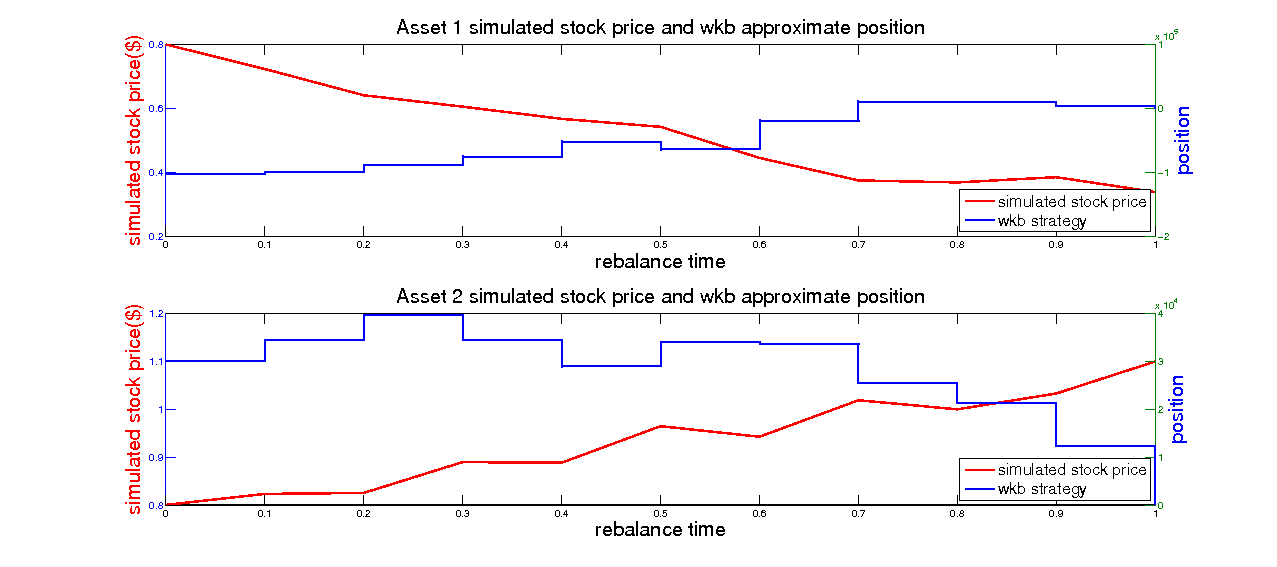 Asset 1 simulated stock price and wkb approximate position
x 10^5
simulated stock price($)
0.8
0.6
0.4
0.2
1
0
-1
-2
position
simulated stock price
wkb strategy
0 0.1 0.2 0.3 0.4 0.5 0.6 0.7 0.8 0.9 1
rebalance time
Asset 2 simulated stock price and wkb approximate position
x 10^4
simulated stock price($)
1.2
1.1
1
0.9
0.8
4
3
2
1
0
position
simulated stock price
wkb strategy
0 0.1 0.2 0.3 0.4 0.5 0.6 0.7 0.8 0.9 1
rebalance time